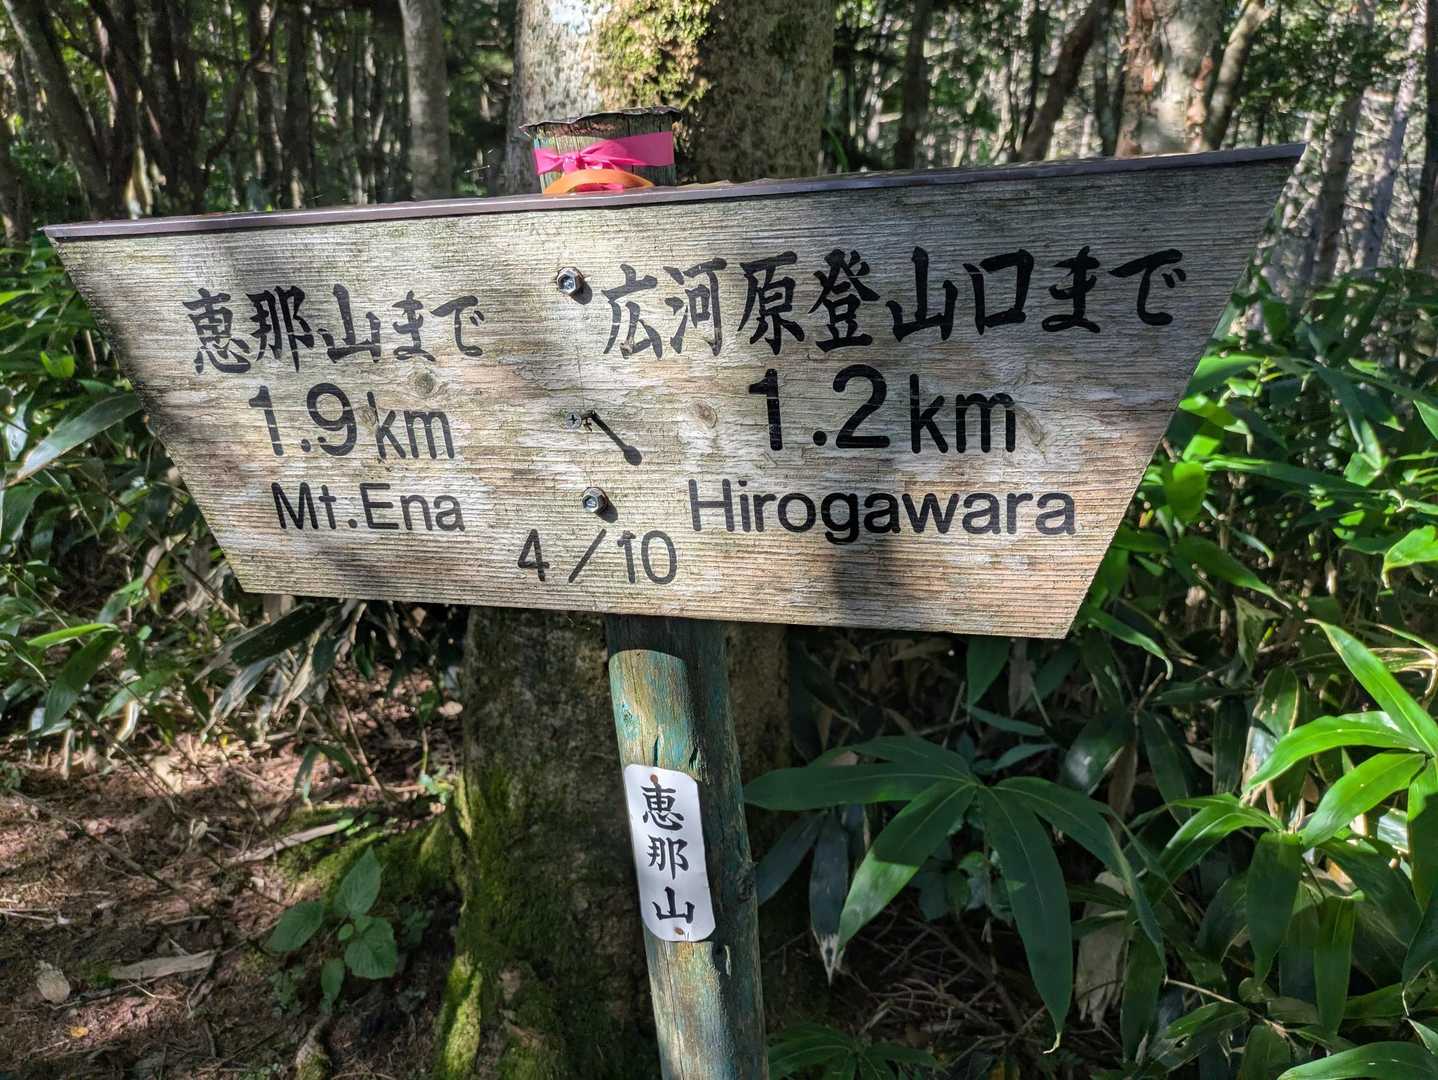 恵那山まで
1.9km
Mt.Ena
広河原登山口まで
1.2km
Hirogawara
4/10
恵那山